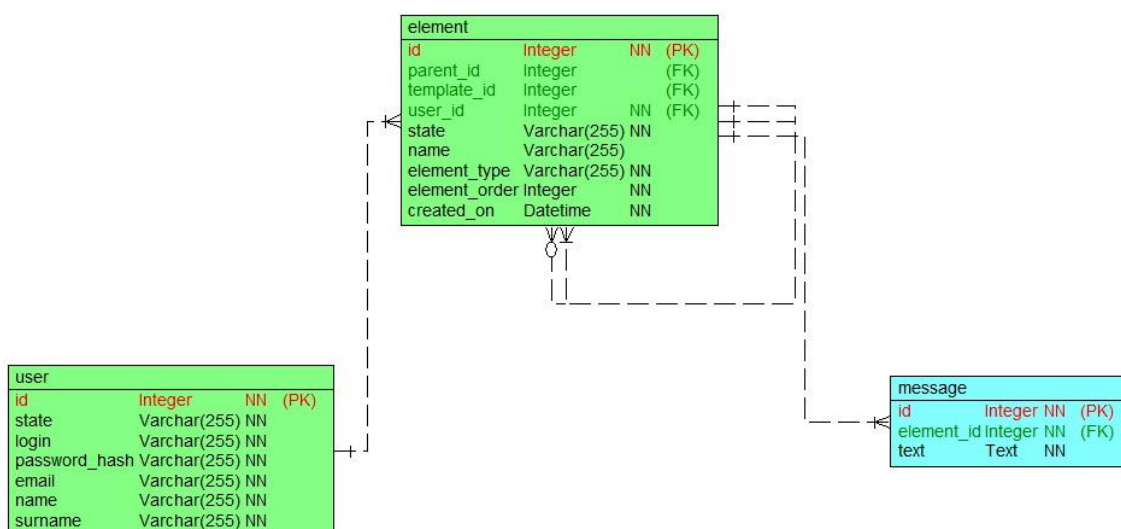 element
id Integer NN (PK)
parent_id Integer (FK)
template_id Integer (FK)
user_id Integer NN (FK)
state Varchar(255) NN
name Varchar(255)
element_type Varchar(255) NN
element_order Integer NN
created_on Datetime NN
user
id Integer NN (PK)
state Varchar(255) NN
login Varchar(255) NN
password_hash Varchar(255) NN
email Varchar(255) NN
name Varchar(255) NN
surname Varchar(255) NN
message
id Integer NN (PK)
element_id Integer NN (FK)
text Text NN